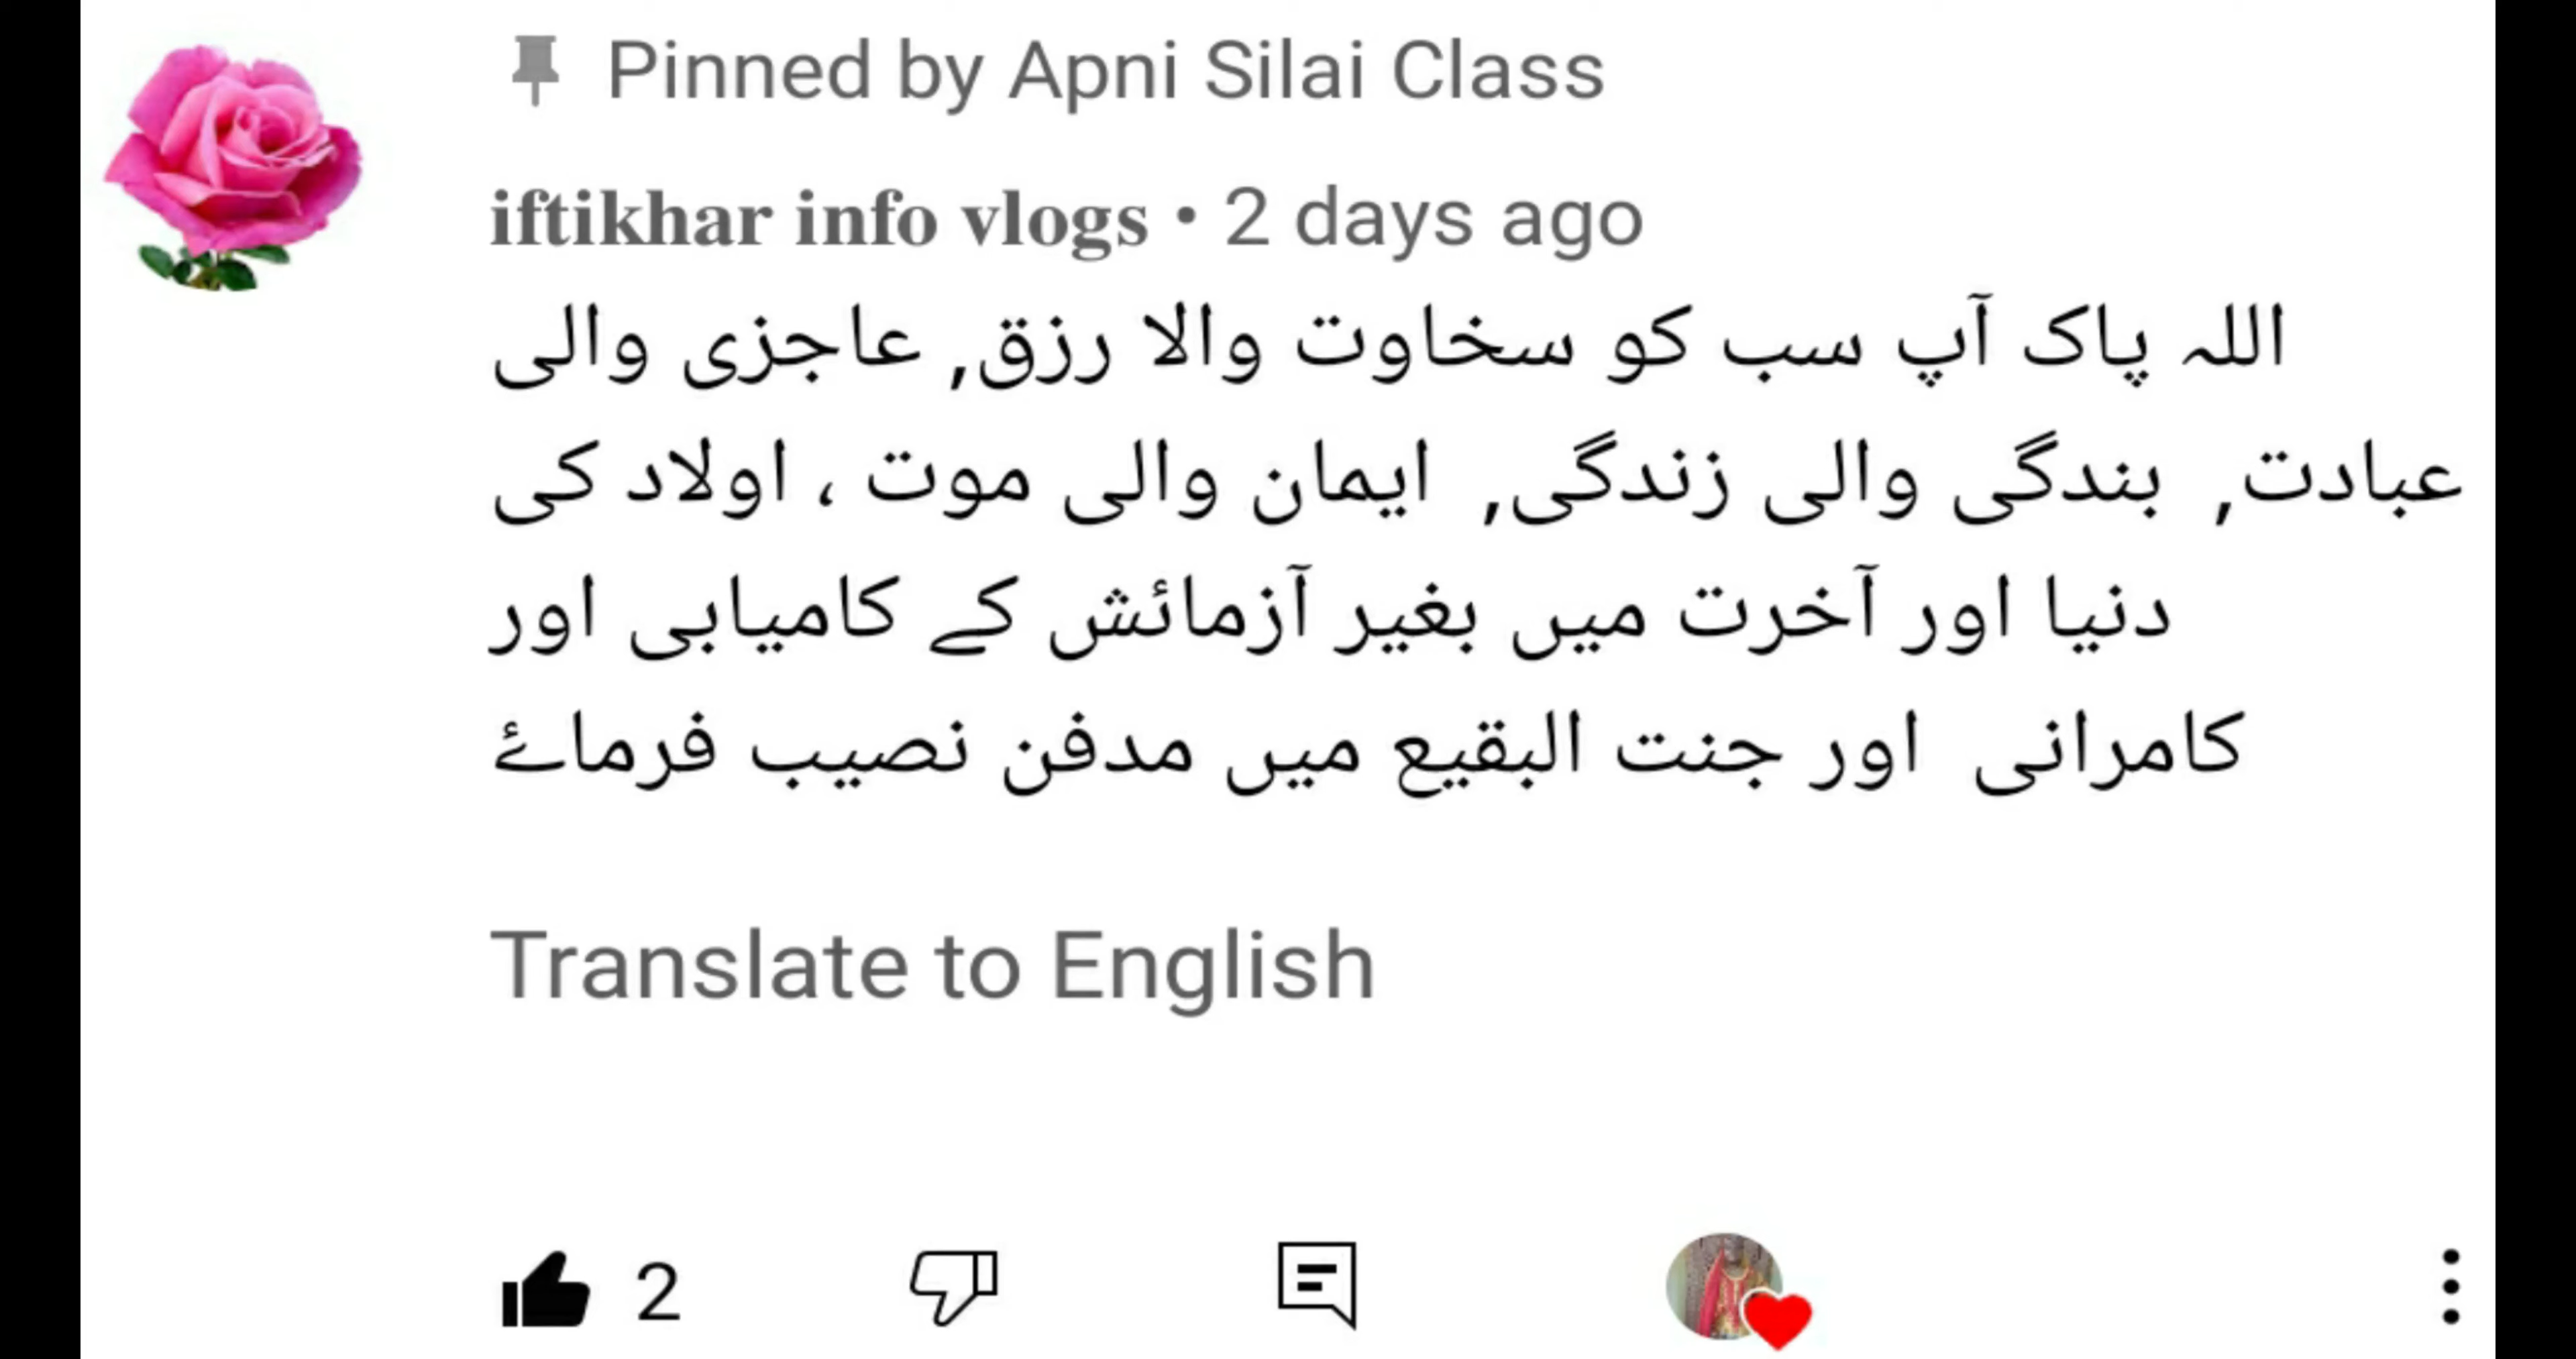 Pinned by Apni Silai Class
iftikhar info vlogs • 2 days ago
اللہ پاک آپ سب کو سخاوت والا رزق, عاجزی والی
عبادت, بندگی والی زندگی, ایمان والی موت ، اولاد کی
دنیا اور آخرت میں بغیر آزمائش کے کامیابی اور
کامرانی اور جنت البقیع میں مدفن نصیب فرمائے
Translate to English
2